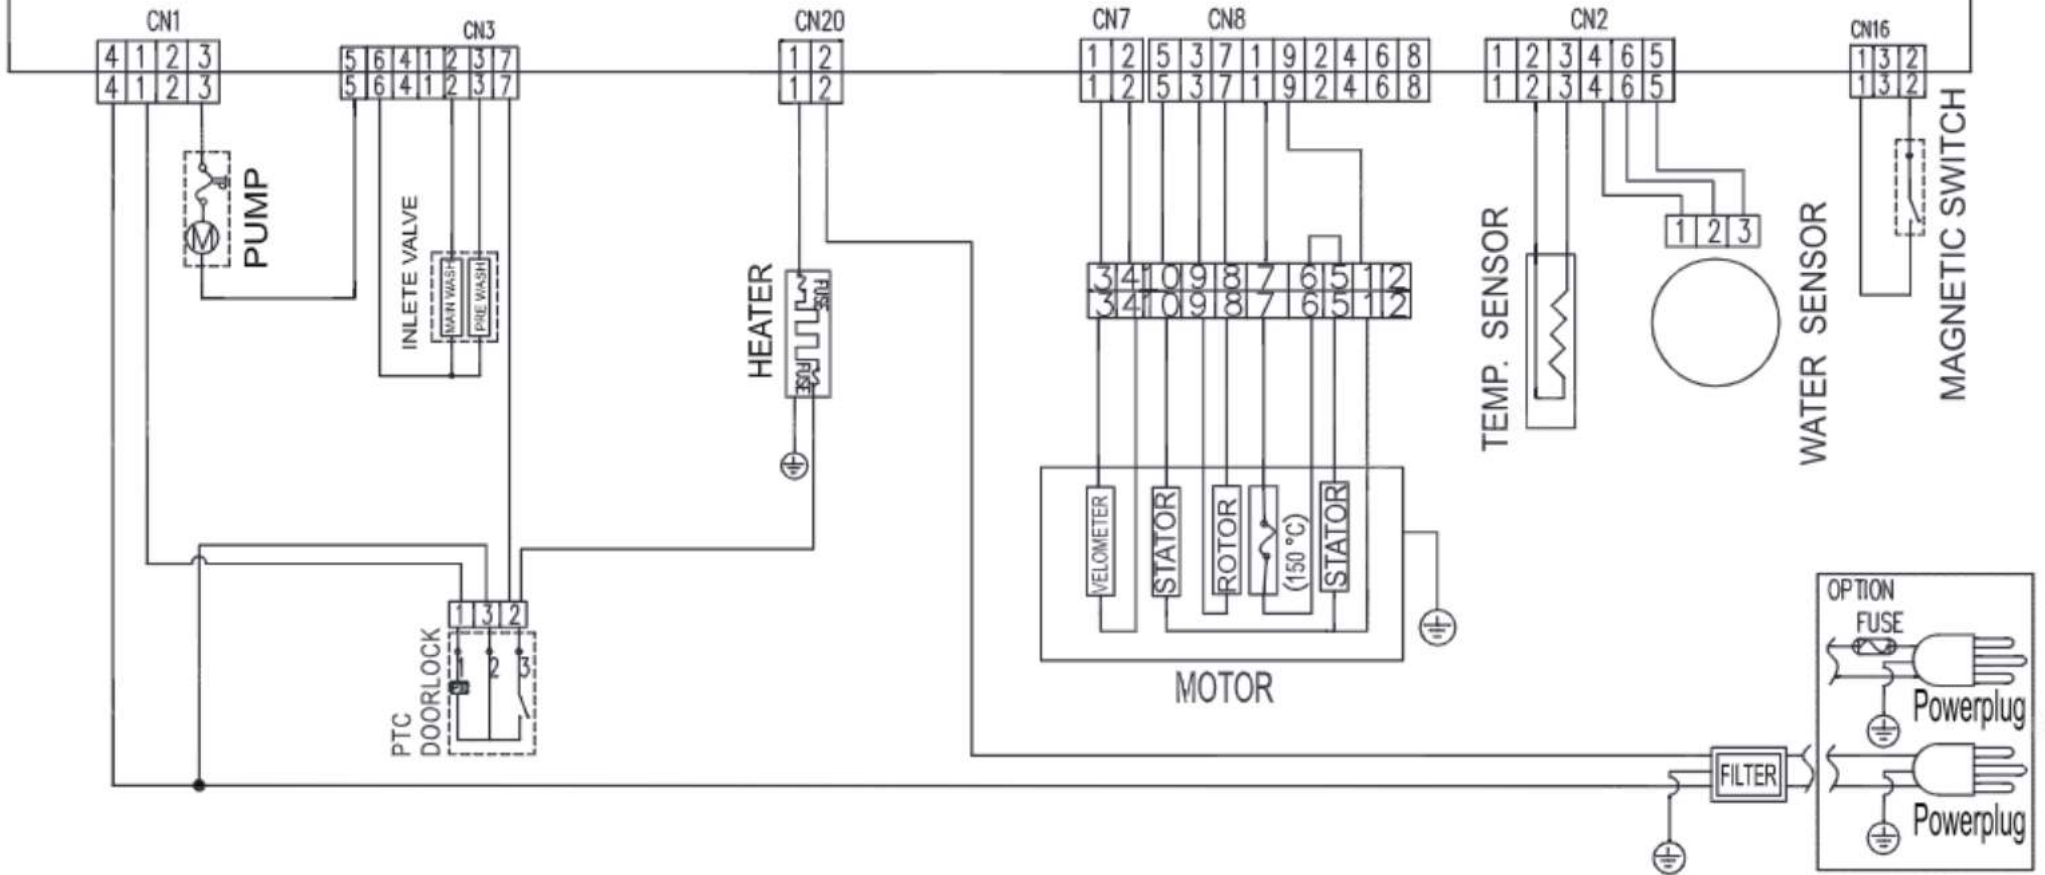 CN1
CN3
CN20
CN7
CN8
CN2
CN16
4 1 2 3
5 6 4 1 2 3 7
1 2
1 2
5 3 7 1 9 2 4 6 8
1 2 3 4 6 5
1 3 2
4 1 2 3
5 6 4 1 2 3 7
1 2
1 2
5 3 7 1 9 2 4 6 8
1 2 3 4 6 5
1 3 2
PUMP
M
INLETE VALVE
MAIN WASH
PRE WASH
HEATER
FUSE
FUSE
3 4 10 9 8 7 6 5 1 2
3 4 10 9 8 7 6 5 1 2
TEMP. SENSOR
1 2 3
WATER SENSOR
MAGNETIC SWITCH
VELOMETER
STATOR
ROTOR
(150 °C)
STATOR
MOTOR
1 3 2
1 2 3
PTC
DOORLOCK
FILTER
OPTION
FUSE
Powerplug
Powerplug